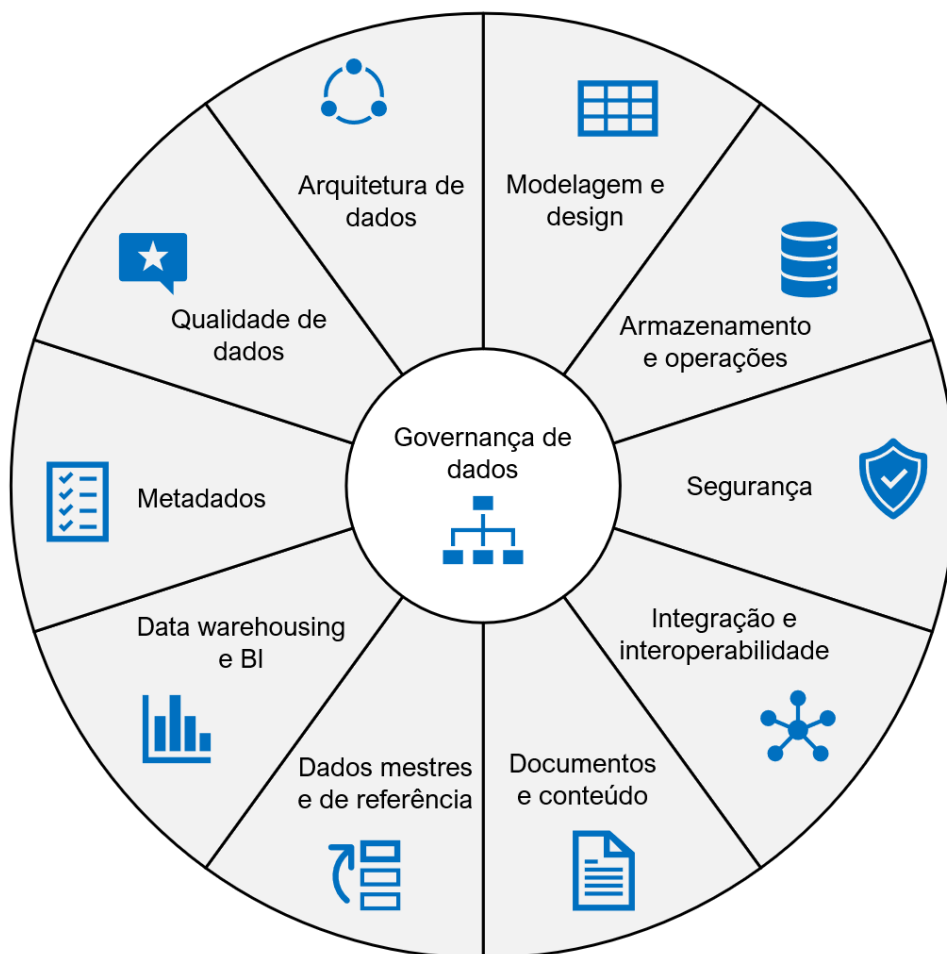 Arquitetura de
dados
Modelagem e
design
Armazenamento
e operações
Segurança
Integração e
interoperabilidade
Documentos
e conteúdo
Dados mestres
e de referência
Data warehousing
e BI
Metadados
Qualidade de
dados
Governança de
dados